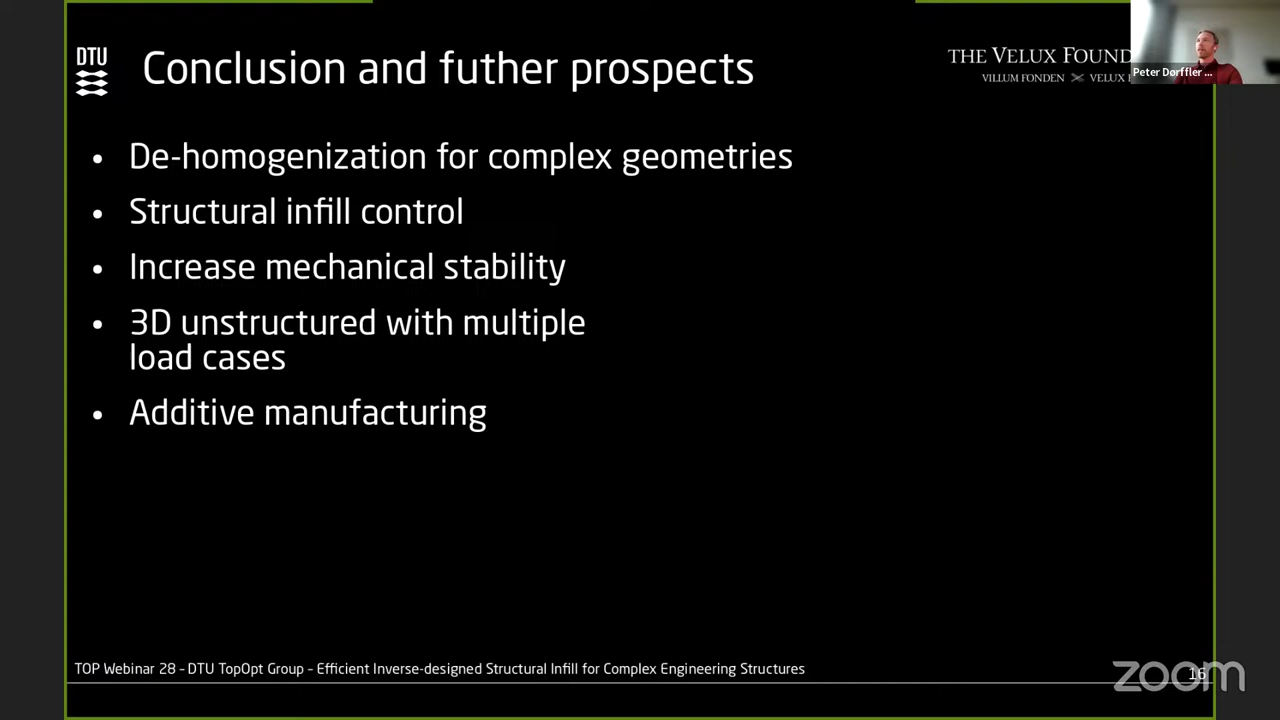 DTU
Conclusion and futher prospects
THE VELUX FOUND
VILLUM FONDEN VELUX
Peter Dørffler ...
• De-homogenization for complex geometries
• Structural infill control
• Increase mechanical stability
• 3D unstructured with multiple
load cases
• Additive manufacturing
TOP Webinar 28 – DTU TopOpt Group – Efficient Inverse-designed Structural Infill for Complex Engineering Structures
16
zoom